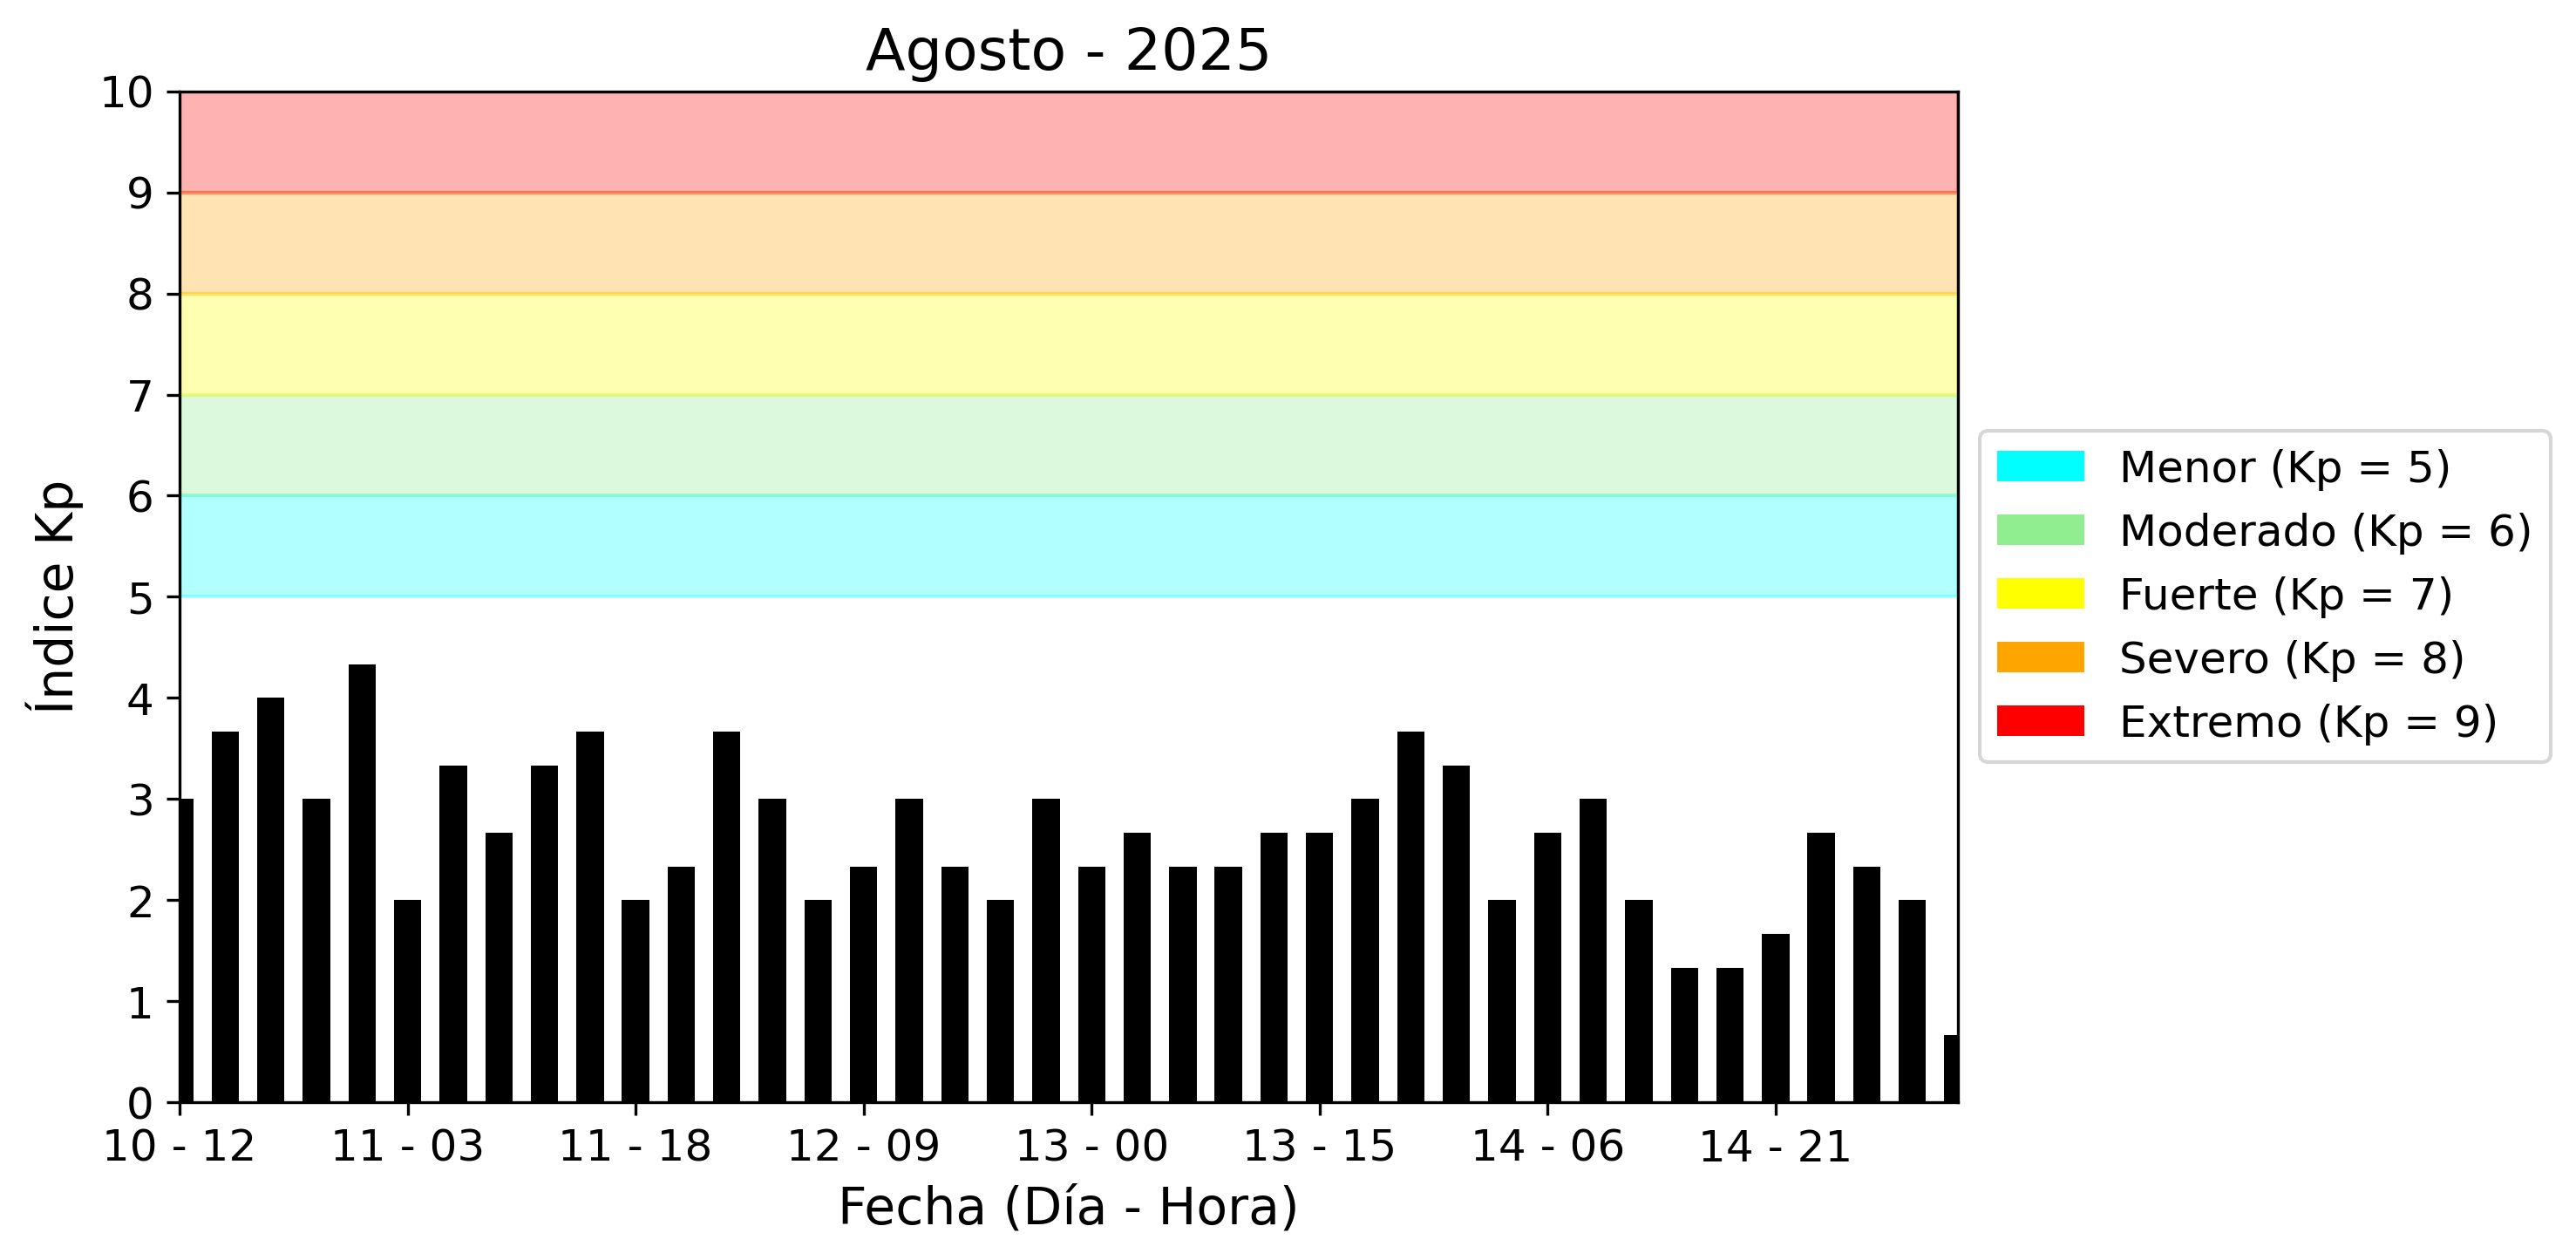 Agosto - 2025
10
9
8
7
6
5
4
3
2
1
0
Índice Kp
10 - 12
11 - 03
11 - 18
12 - 09
13 - 00
13 - 15
14 - 06
14 - 21
Fecha (Día - Hora)
Menor (Kp = 5)
Moderado (Kp = 6)
Fuerte (Kp = 7)
Severo (Kp = 8)
Extremo (Kp = 9)